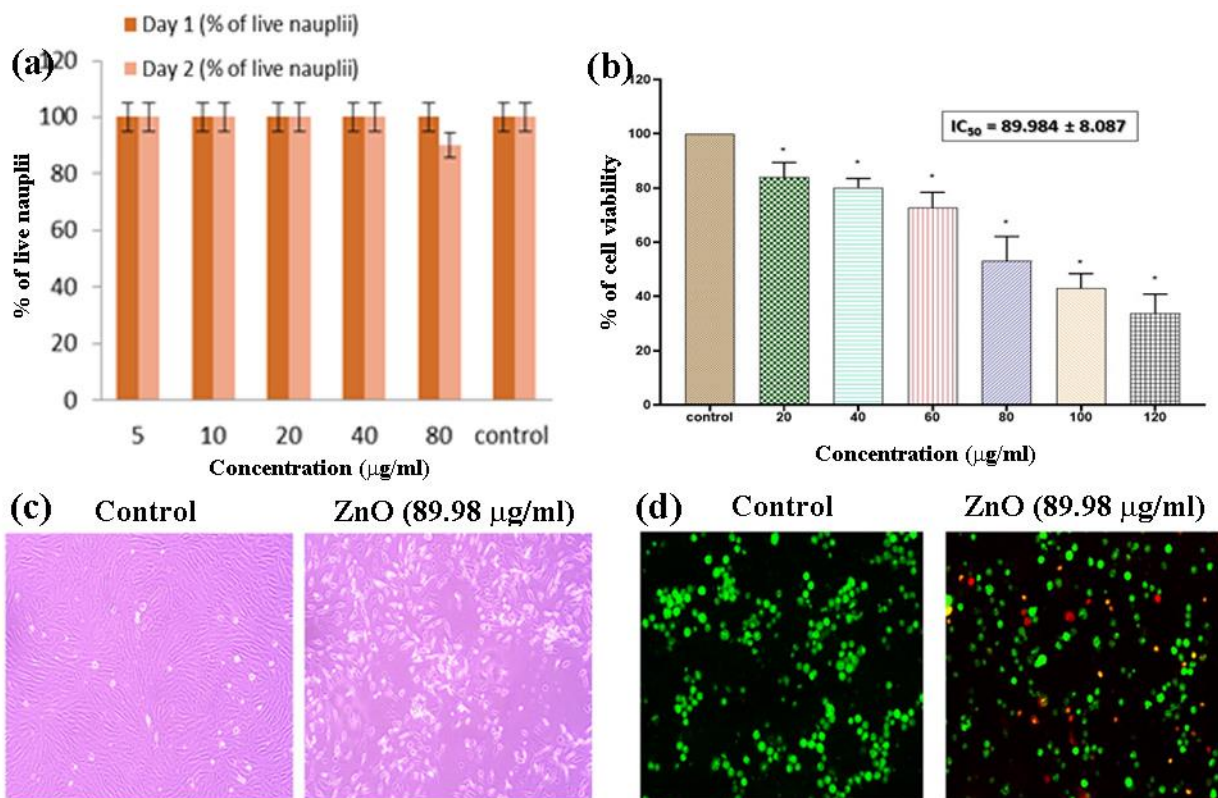 Day 1 (% of live nauplii)
Day 2 (% of live nauplii)
(a)
120
100
80
60
40
20
0
% of live nauplii
5 10 20 40 80 control
Concentration (μg/ml)
(b)
120
100
80
60
40
20
0
% of cell viability
IC50 = 89.984 ± 8.087
* * * * * *
control 20 40 60 80 100 120
Concentration (μg/ml)
(c) Control ZnO (89.98 μg/ml)
(d) Control ZnO (89.98 μg/ml)